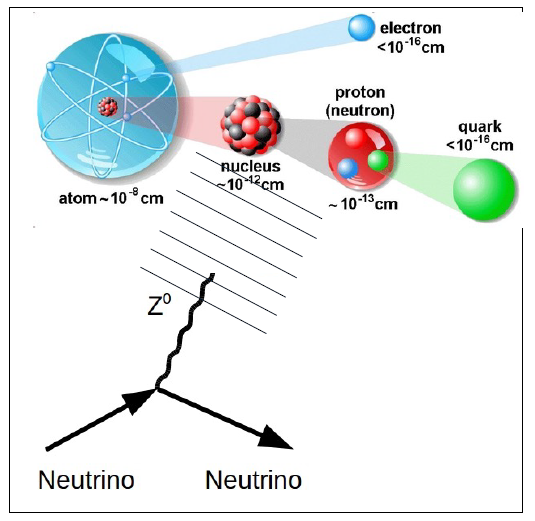 electron
<10⁻¹⁶cm
proton
(neutron)
quark
<10⁻¹⁶cm
nucleus
~10⁻¹²cm
atom ~ 10⁻⁸ cm
~ 10⁻¹³cm
Z⁰
Neutrino
Neutrino